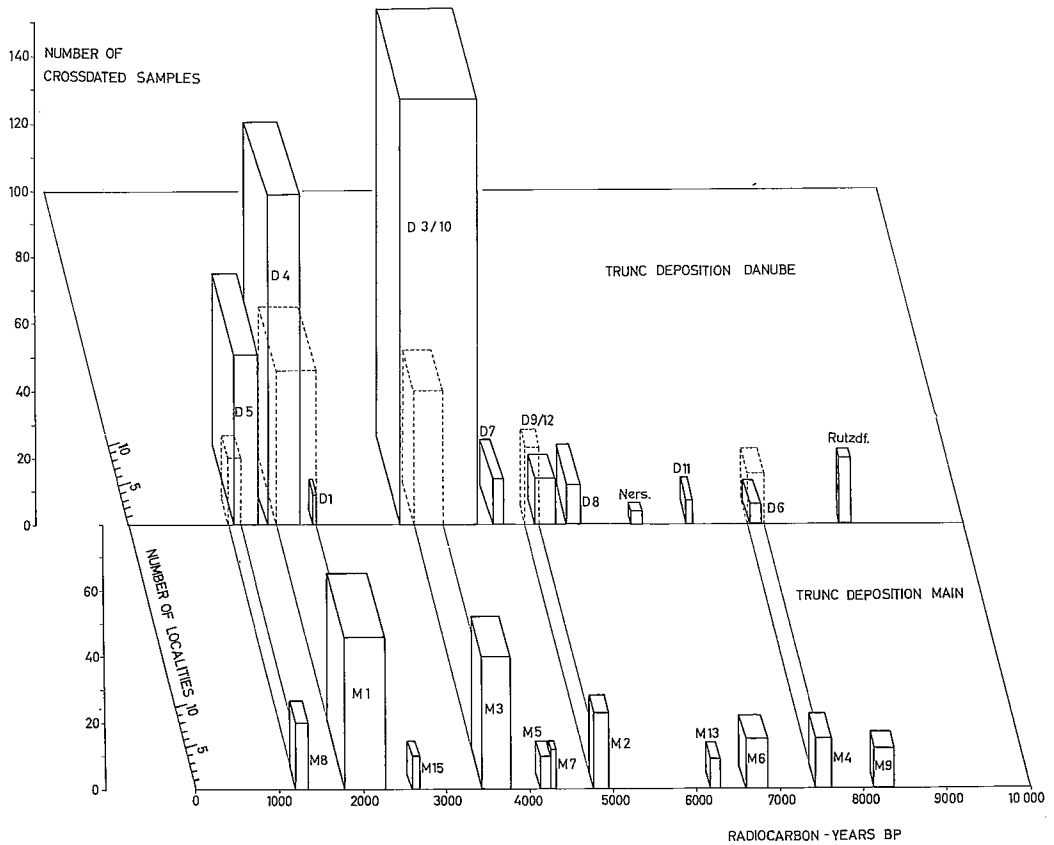 NUMBER OF
CROSSDATED SAMPLES
140
120
100
80
60
40
20
0
D 3/10
D4
TRUNC DEPOSITION DANUBE
D5
D1
D7
D9/12
D8
Ners.
D11
D6
Rutzdf.
10
5
NUMBER OF LOCALITIES
TRUNC DEPOSITION MAIN
60
40
20
0
10
5
M8
M1
M15
M3
M5
M7
M2
M13
M6
M4
M9
0
1000
2000
3000
4000
5000
6000
7000
8000
9000
10 000
RADIOCARBON - YEARS BP